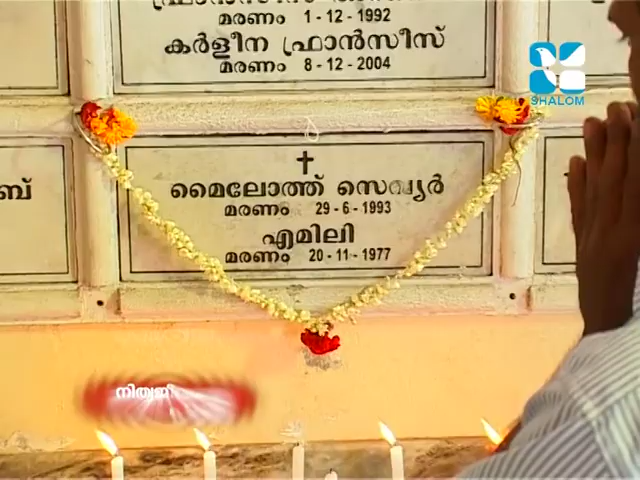 മരണം 1-12-1992
കാർളീന ഫ്രാൻസീസ്
മരണം 8-12-2004
SHALOM
മൈലോത്ത് സെവ്യർ
മരണം 29-6-1993
എമിലി
മരണം 20-11-1977